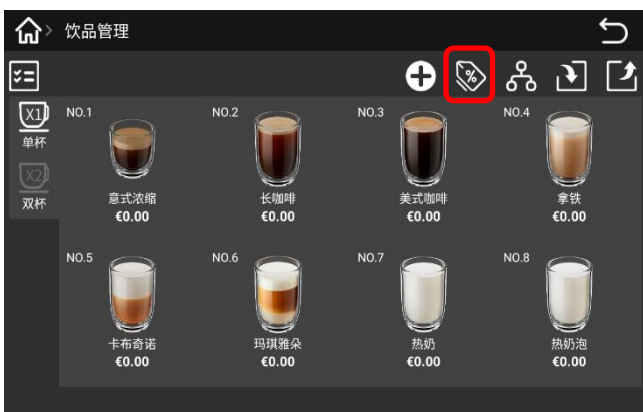 饮品管理
%
X1
单杯
X2
双杯
NO.1
NO.2
NO.3
NO.4
意式浓缩
长咖啡
美式咖啡
拿铁
€0.00
€0.00
€0.00
€0.00
NO.5
NO.6
NO.7
NO.8
卡布奇诺
玛琪雅朵
热奶
热奶泡
€0.00
€0.00
€0.00
€0.00